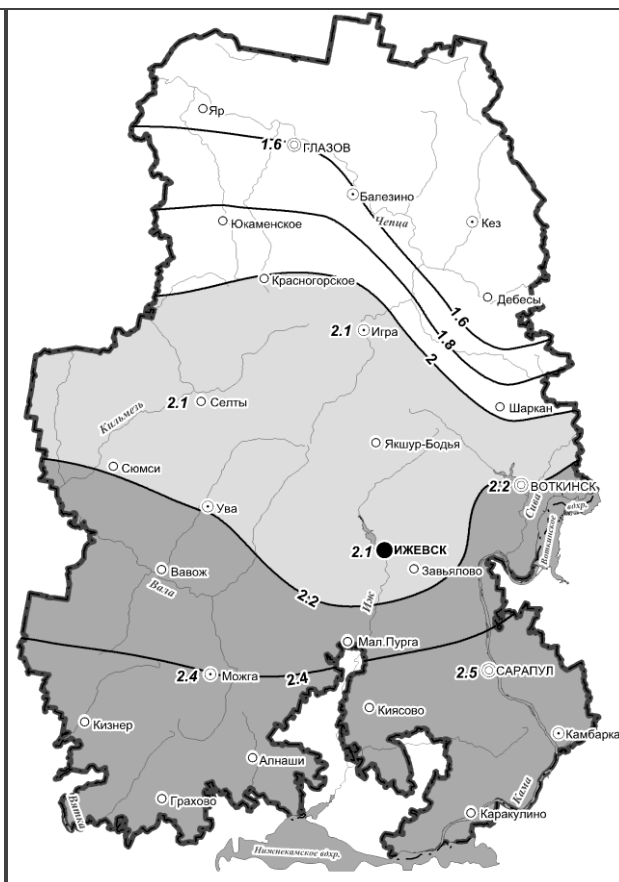 Яр
1.6 ГЛАЗОВ
Балезино
Чепца
Юкаменское
Кез
Красногорское
Дебесы
1.6
1.8
2.1 Игра
2
2.1 Селты
Шаркан
Кильмезь
Якшур-Бодья
Сюмси
2.2 ВОТКИНСК
Ува
Сива
Воткинское
вдхр.
2.1 ИЖЕВСК
Вавож
Завьялово
Вала
2.2
Иж
Мал.Пурга
2.4 Можга
2.4
2.5 САРАПУЛ
Киясово
Кизнер
Камбарка
Алнаши
Грахово
Вятка
Кама
Каракулино
Нижнекамское вдхр.